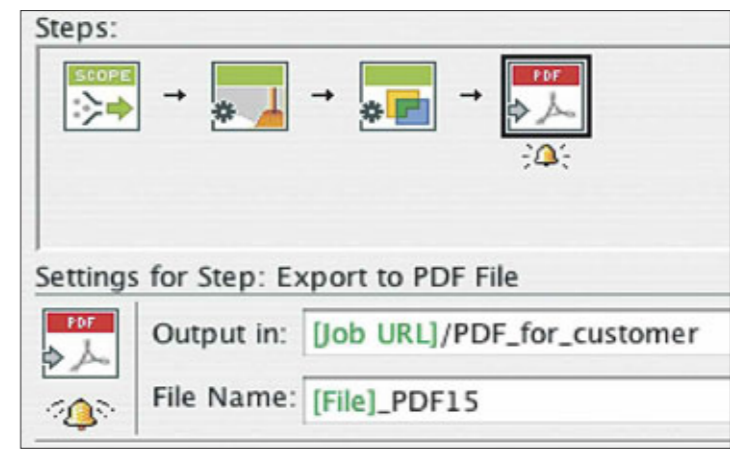 Steps:
SCOPE
PDF
Settings for Step: Export to PDF File
PDF
Output in: [Job URL]/PDF_for_customer
File Name: [File]_PDF15